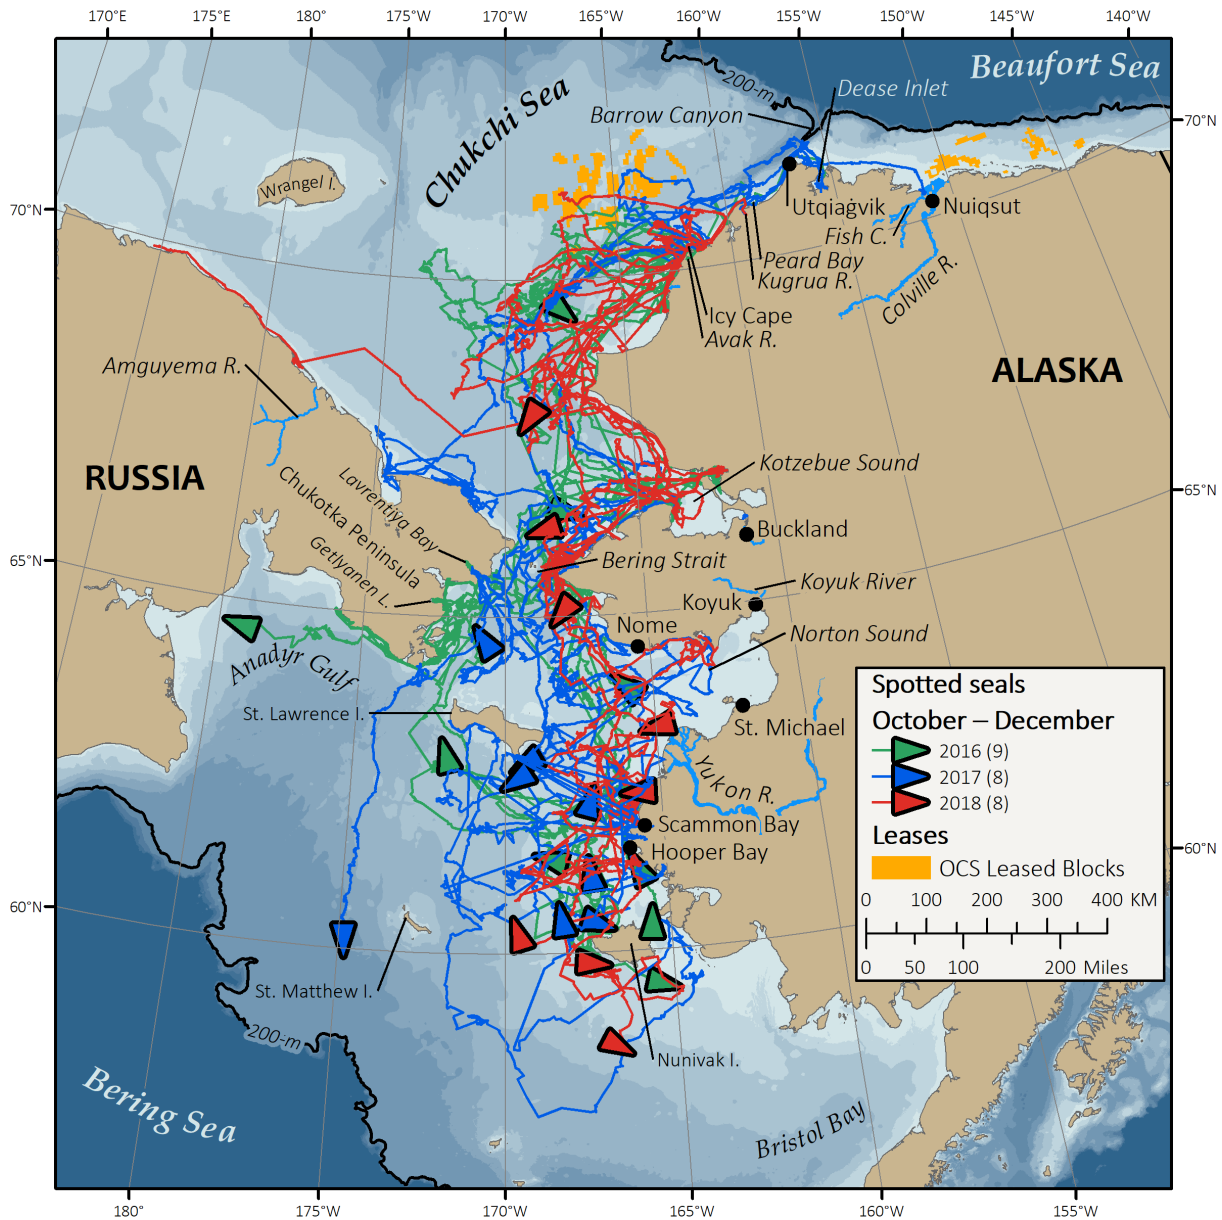 170°E 175°E 180° 175°W 170°W 165°W 160°W 155°W 150°W 145°W 140°W
Beaufort Sea
200-m
Dease Inlet
Barrow Canyon
70°N
Chukchi Sea
Wrangel I.
70°N
Utqiaġvik
Nuiqsut
Fish C.
Peard Bay
Kugrua R.
Colville R.
Icy Cape
Avak R.
Amguyema R.
ALASKA
RUSSIA
Kotzebue Sound
65°N
Lavrentiya Bay
Chukotka Peninsula
Getlyanen L.
Buckland
65°N
Bering Strait
Koyuk River
Koyuk
Nome
Norton Sound
Anadyr Gulf
St. Lawrence I.
St. Michael
Yukon R.
Scammon Bay
Hooper Bay
60°N
60°N
St. Matthew I.
200-m
Nunivak I.
Bering Sea
Bristol Bay
Spotted seals
October – December
2016 (9)
2017 (8)
2018 (8)
Leases
OCS Leased Blocks
0 100 200 300 400 KM
0 50 100 200 Miles
180° 175°W 170°W 165°W 160°W 155°W